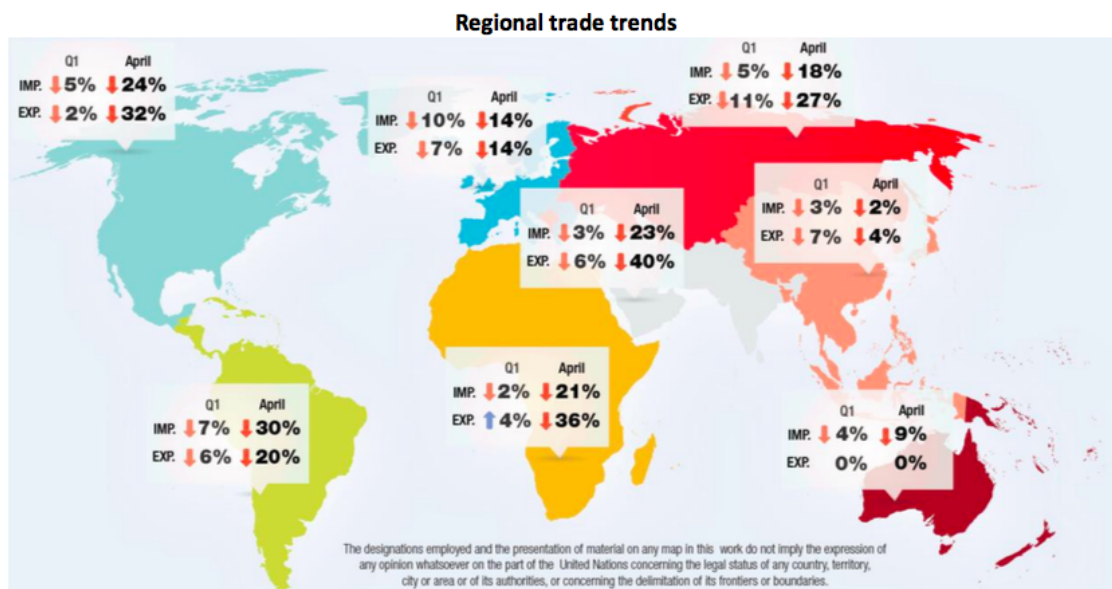 Regional trade trends
Q1 April
IMP. 5% 24%
EXP. 2% 32%
Q1 April
IMP. 10% 14%
EXP. 7% 14%
Q1 April
IMP. 5% 18%
EXP. 11% 27%
Q1 April
IMP. 3% 2%
EXP. 7% 4%
Q1 April
IMP. 3% 23%
EXP. 6% 40%
Q1 April
IMP. 2% 21%
EXP. 4% 36%
Q1 April
IMP. 7% 30%
EXP. 6% 20%
Q1 April
IMP. 4% 9%
EXP. 0% 0%
The designations employed and the presentation of material on any map in this work do not imply the expression of
any opinion whatsoever on the part of the United Nations concerning the legal status of any country, territory,
city or area or of its authorities, or concerning the delimitation of its frontiers or boundaries.